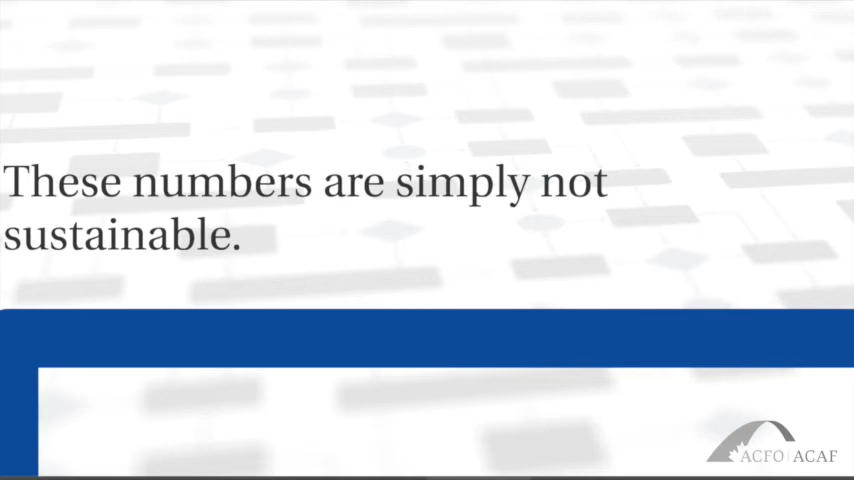 These numbers are simply not
sustainable.
ACFO | ACAF